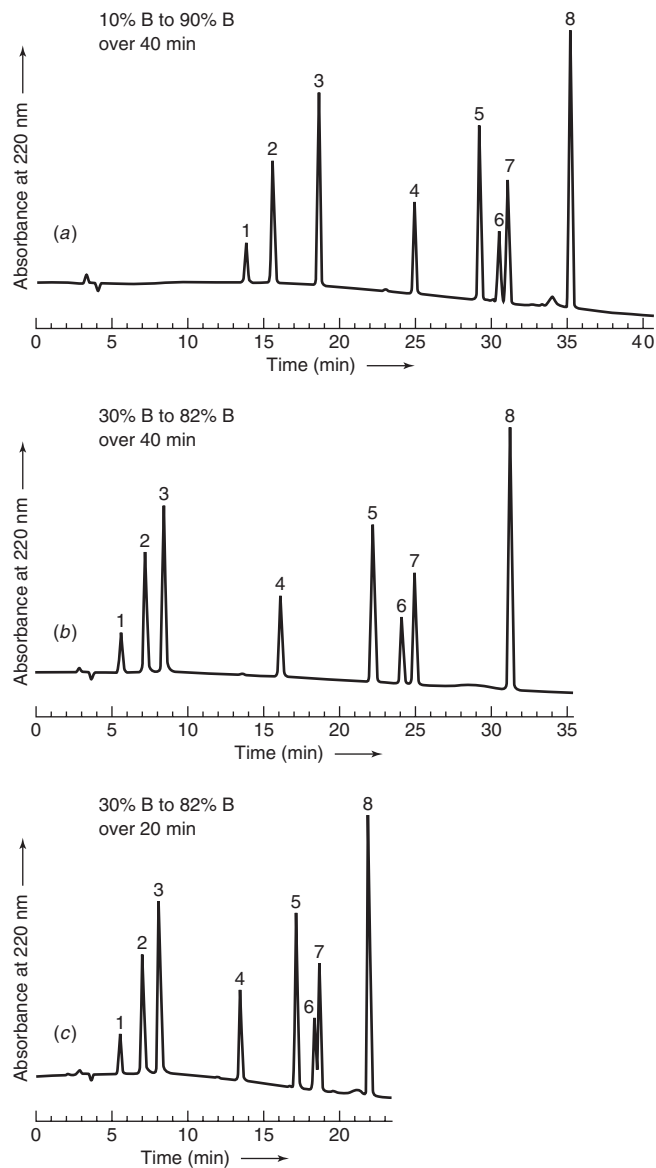 10% B to 90% B
over 40 min
Absorbance at 220 nm
(a)
1
2
3
4
5
6
7
8
0 5 10 15 20 25 30 35 40
Time (min)
30% B to 82% B
over 40 min
Absorbance at 220 nm
(b)
1
2
3
4
5
6
7
8
0 5 10 15 20 25 30 35
Time (min)
30% B to 82% B
over 20 min
Absorbance at 220 nm
(c)
1
2
3
4
5
6
7
8
0 5 10 15 20
Time (min)